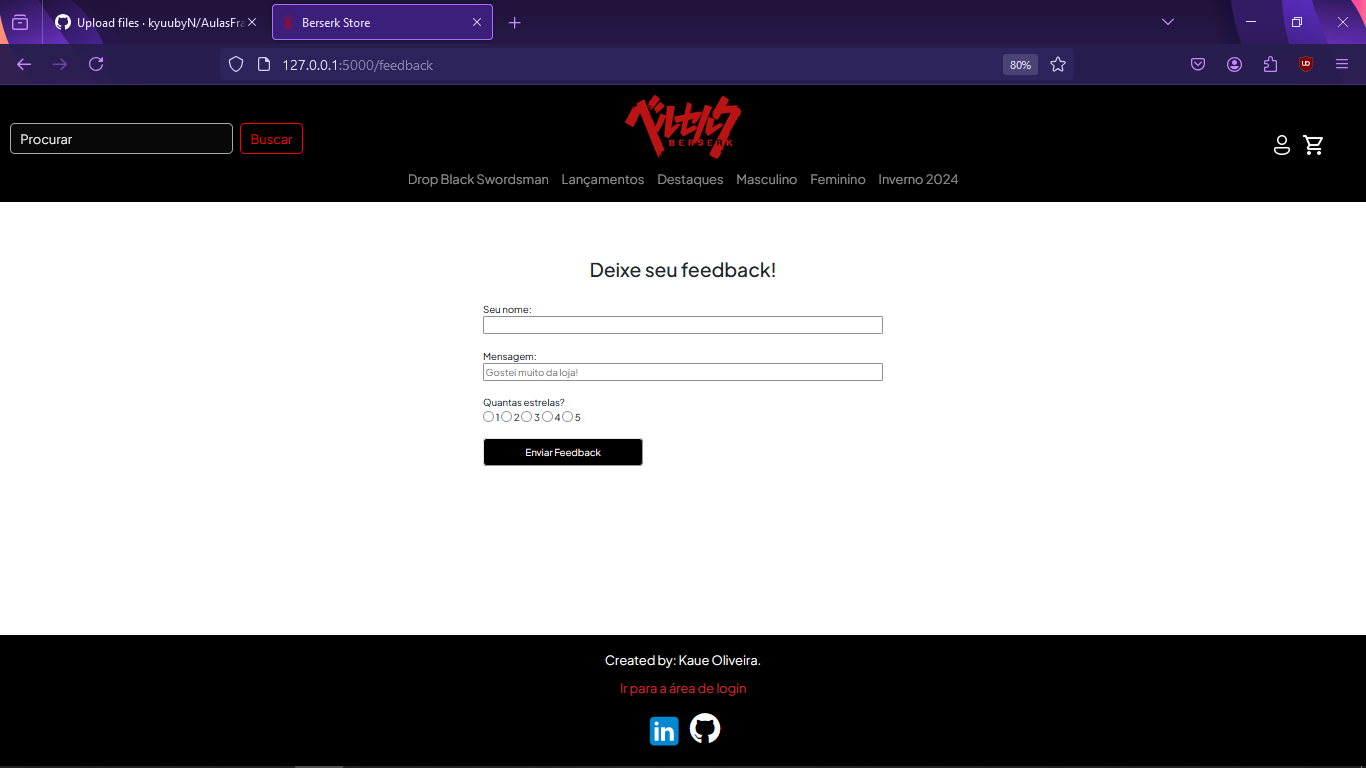 Upload files · kyuubyN/AulasFra
Berserk Store
127.0.0.1:5000/feedback
80%
Procurar
Buscar
ベルセルク
BERSERK
Drop Black Swordsman Lançamentos Destaques Masculino Feminino Inverno 2024
Deixe seu feedback!
Seu nome:
Mensagem:
Gostei muito da loja!
Quantas estrelas?
1 2 3 4 5
Enviar Feedback
Created by: Kaue Oliveira.
Ir para a área de login
in